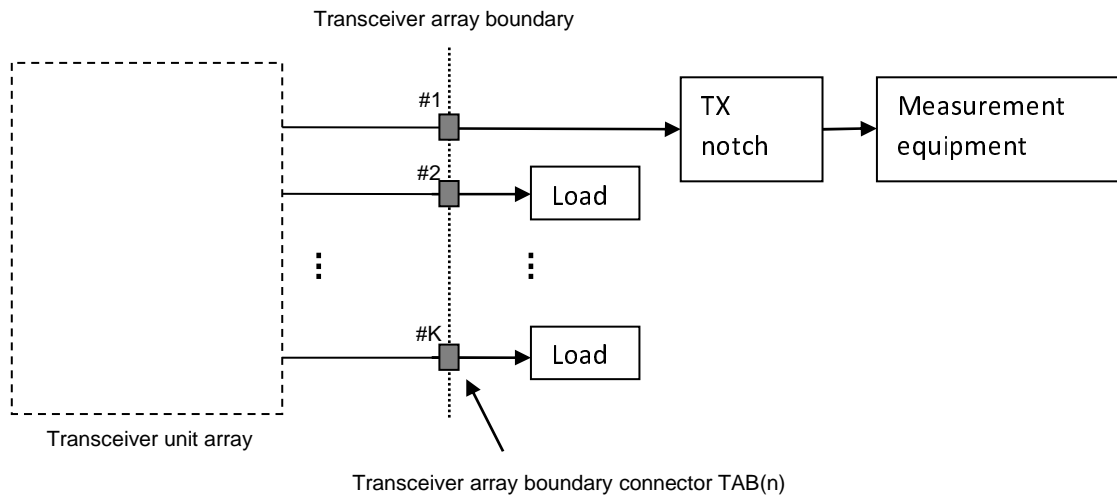 Transceiver array boundary
#1
TX
notch
Measurement
equipment
#2
Load
⋮
⋮
#K
Load
Transceiver unit array
Transceiver array boundary connector TAB(n)